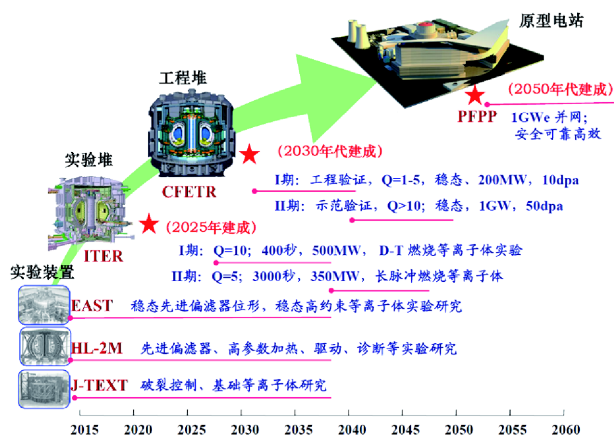 原型电站
(2050年代建成)
PFPP
1GWe 并网;
安全可靠高效
工程堆
CFETR
(2030年代建成)
I期: 工程验证, Q=1-5, 稳态、200MW, 10dpa
II期: 示范验证, Q>10; 稳态, 1GW, 50dpa
实验堆
ITER
(2025年建成)
I期: Q=10; 400秒, 500MW, D-T 燃烧等离子体实验
II期: Q=5; 3000秒, 350MW, 长脉冲燃烧等离子体
实验装置
EAST 稳态先进偏滤器位形, 稳态高约束等离子体实验研究
HL-2M 先进偏滤器、高参数加热、驱动、诊断等实验研究
J-TEXT 破裂控制、基础等离子体研究
2015 2020 2025 2030 2035 2040 2045 2050 2055 2060